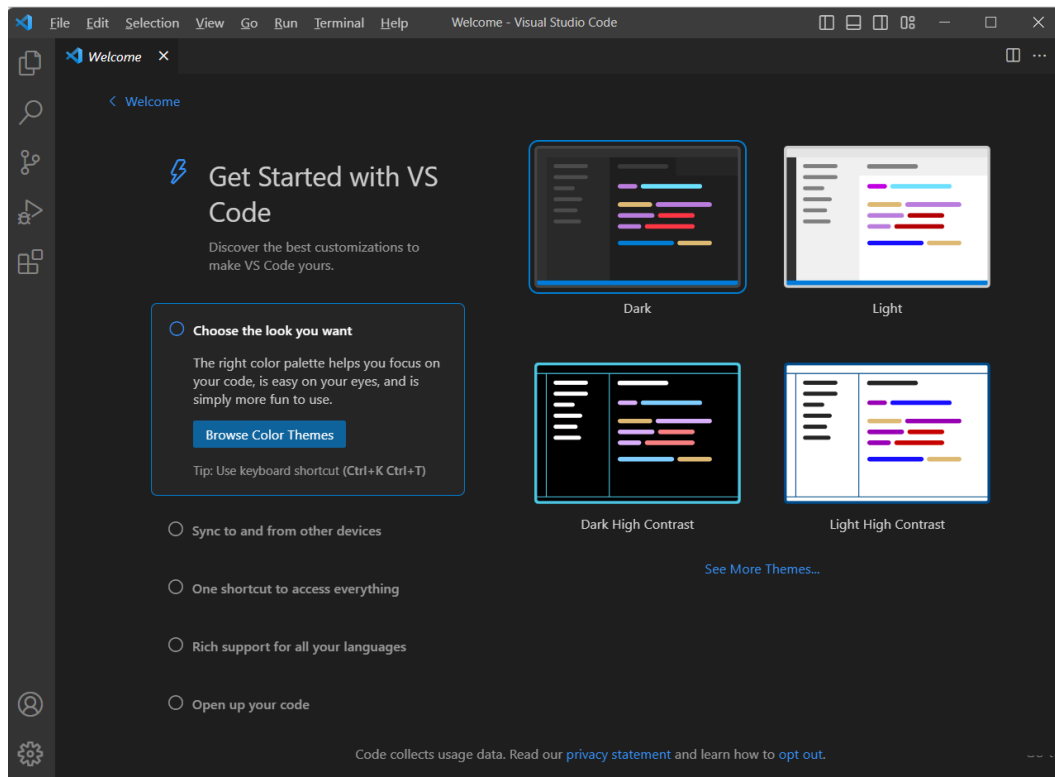 File Edit Selection View Go Run Terminal Help Welcome - Visual Studio Code
Welcome
Welcome
Get Started with VS
Code
Discover the best customizations to
make VS Code yours.
Choose the look you want
The right color palette helps you focus on
your code, is easy on your eyes, and is
simply more fun to use.
Browse Color Themes
Tip: Use keyboard shortcut (Ctrl+K Ctrl+T)
Sync to and from other devices
One shortcut to access everything
Rich support for all your languages
Open up your code
Dark
Light
Dark High Contrast
Light High Contrast
See More Themes...
Code collects usage data. Read our privacy statement and learn how to opt out.